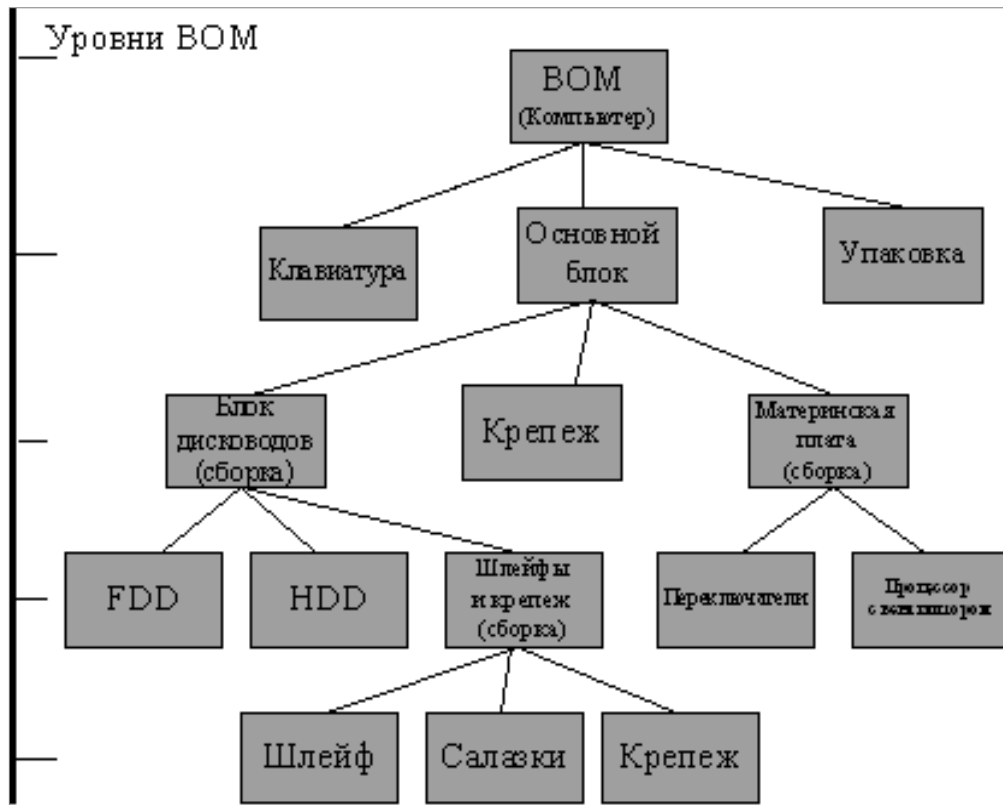 Уровни BOM
BOM
(Компьютер)
Клавиатура
Основной
блок
Упаковка
Блок
дисководов
(сборка)
Крепеж
Материнская
плата
(сборка)
FDD
HDD
Шлейфы
и крепеж
(сборка)
Переключатели
Процессор
с вентилятором
Шлейф
Салазки
Крепеж